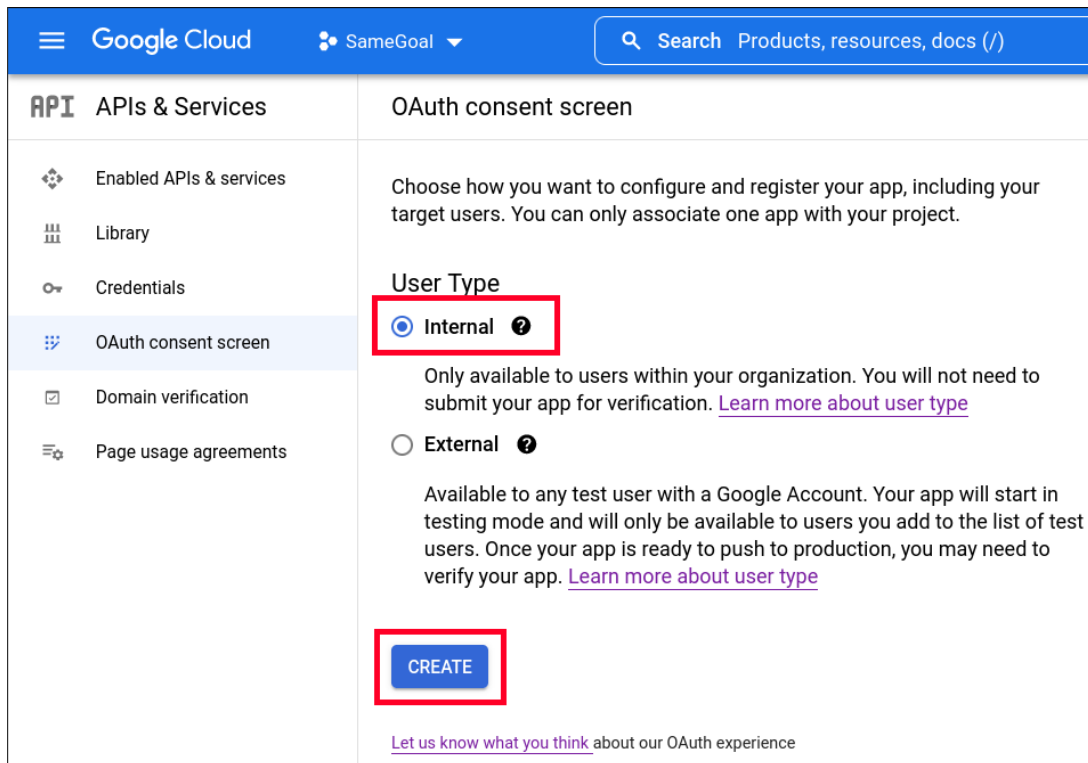 Google Cloud
SameGoal
Search Products, resources, docs (/)
API APIs & Services
OAuth consent screen
Enabled APIs & services
Library
Credentials
OAuth consent screen
Domain verification
Page usage agreements
Choose how you want to configure and register your app, including your
target users. You can only associate one app with your project.
User Type
Internal
Only available to users within your organization. You will not need to
submit your app for verification. Learn more about user type
External
Available to any test user with a Google Account. Your app will start in
testing mode and will only be available to users you add to the list of test
users. Once your app is ready to push to production, you may need to
verify your app. Learn more about user type
CREATE
Let us know what you think about our OAuth experience